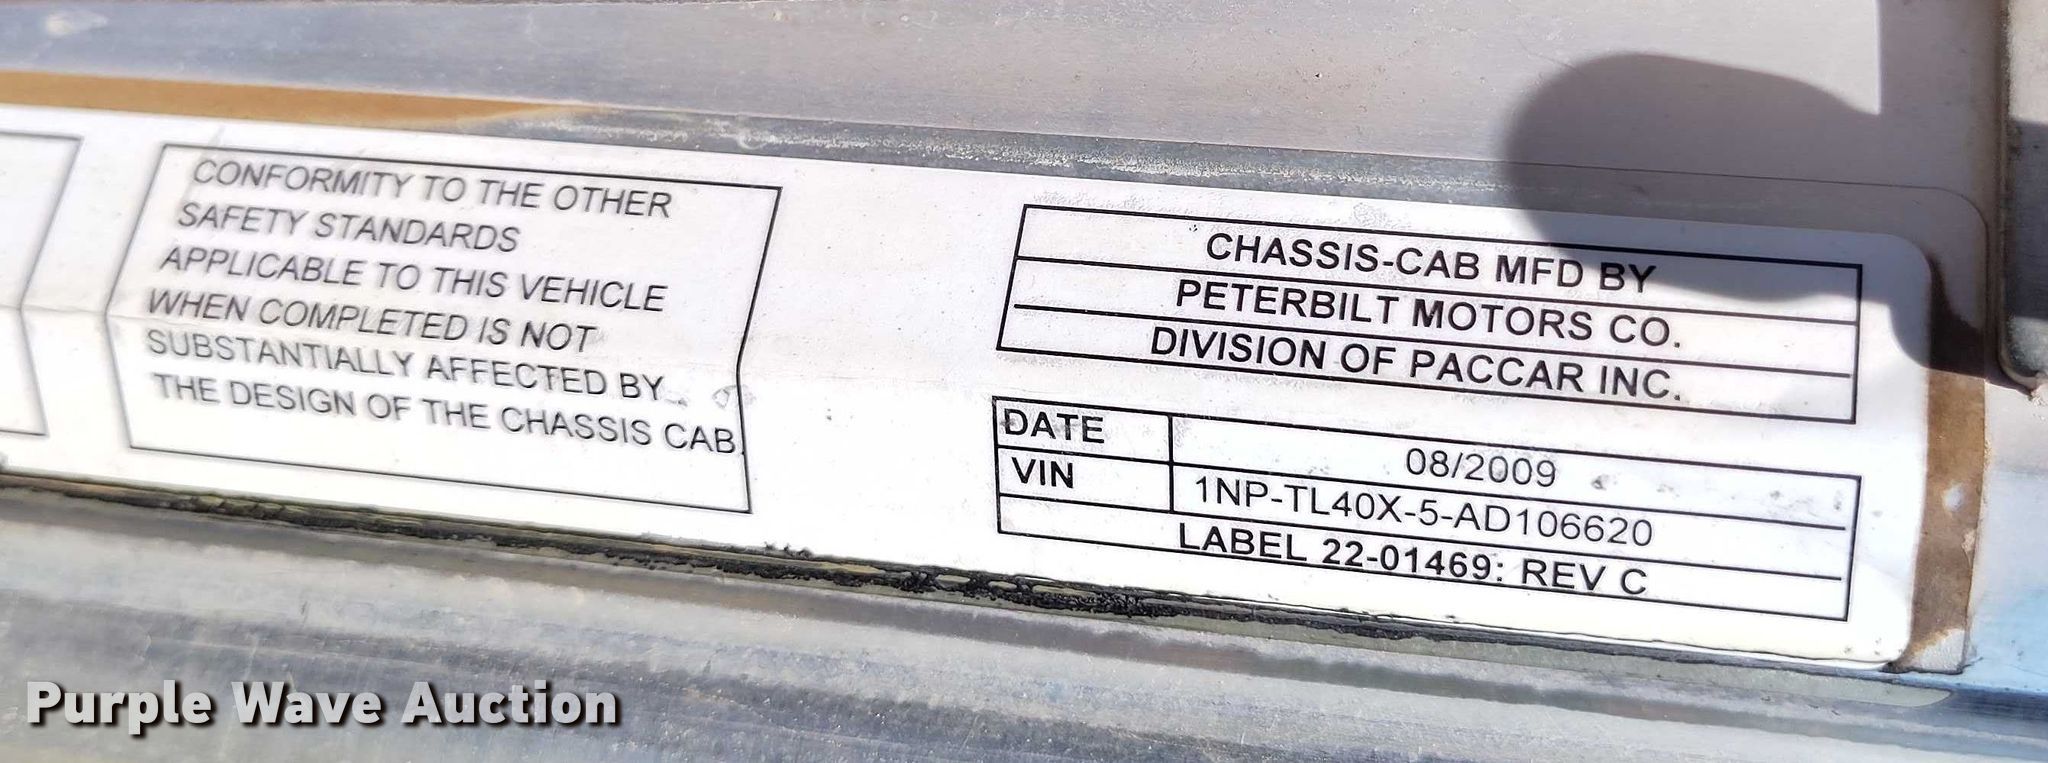 CONFORMITY TO THE OTHER
SAFETY STANDARDS
APPLICABLE TO THIS VEHICLE
WHEN COMPLETED IS NOT
SUBSTANTIALLY AFFECTED BY
THE DESIGN OF THE CHASSIS CAB.
CHASSIS-CAB MFD BY
PETERBILT MOTORS CO.
DIVISION OF PACCAR INC.
DATE 08/2009
VIN 1NP-TL40X-5-AD106620
LABEL 22-01469: REV C
Purple Wave Auction